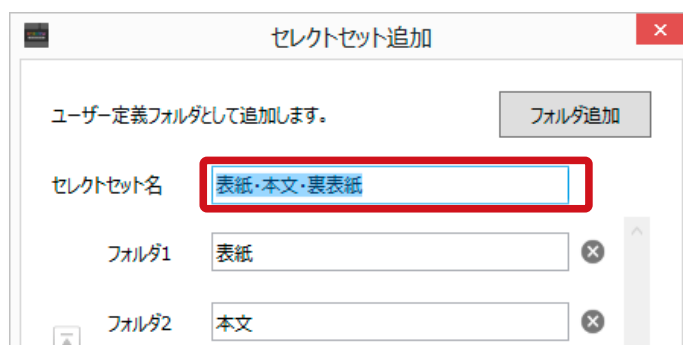 セレクトセット追加
ユーザー定義フォルダとして追加します。 フォルダ追加
セレクトセット名 表紙・本文・裏表紙
フォルダ1 表紙
フォルダ2 本文